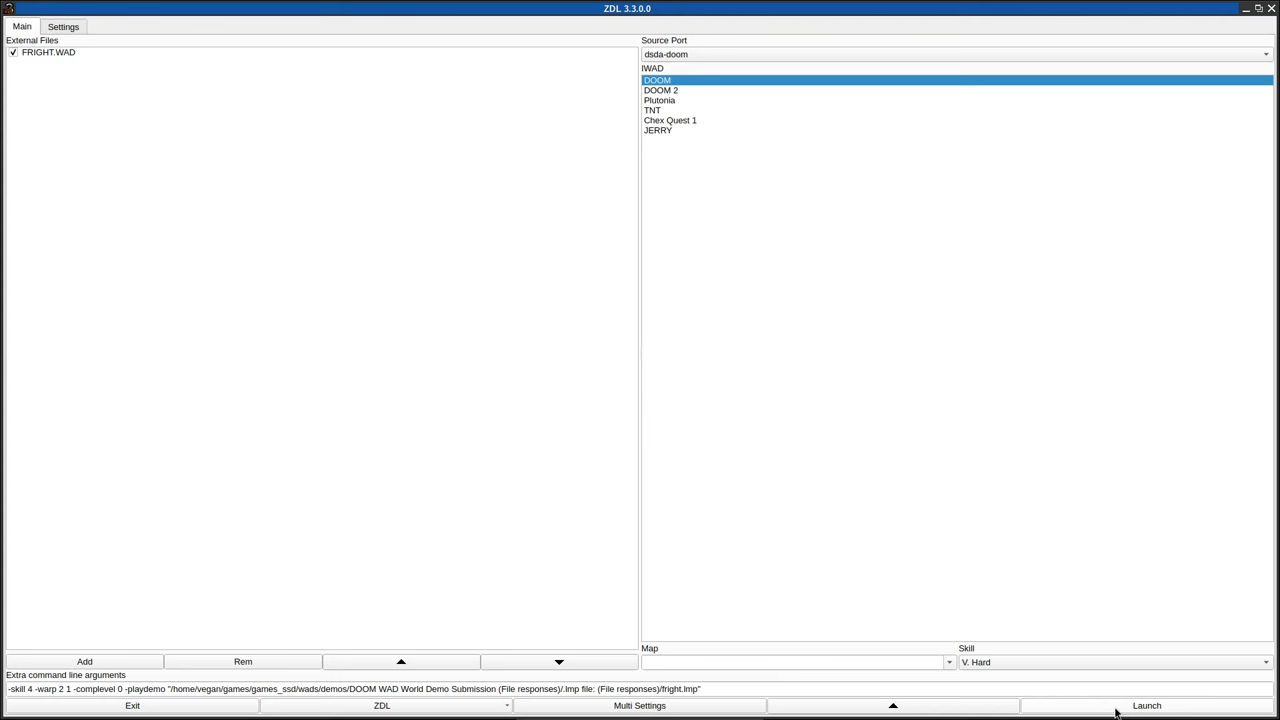 ZDL 3.3.0.0
Main
Settings
External Files
FRIGHT.WAD
Source Port
dsda-doom
IWAD
DOOM
DOOM 2
Plutonia
TNT
Chex Quest 1
JERRY
Map
Skill
V. Hard
Add
Rem
Extra command line arguments
-skill 4 -warp 2 1 -complevel 0 -playdemo "/home/vegan/games/games_ssd/wads/demos/DOOM WAD World Demo Submission (File responses)/.lmp file: (File responses)/fright.lmp"
Exit
ZDL
Multi Settings
Launch